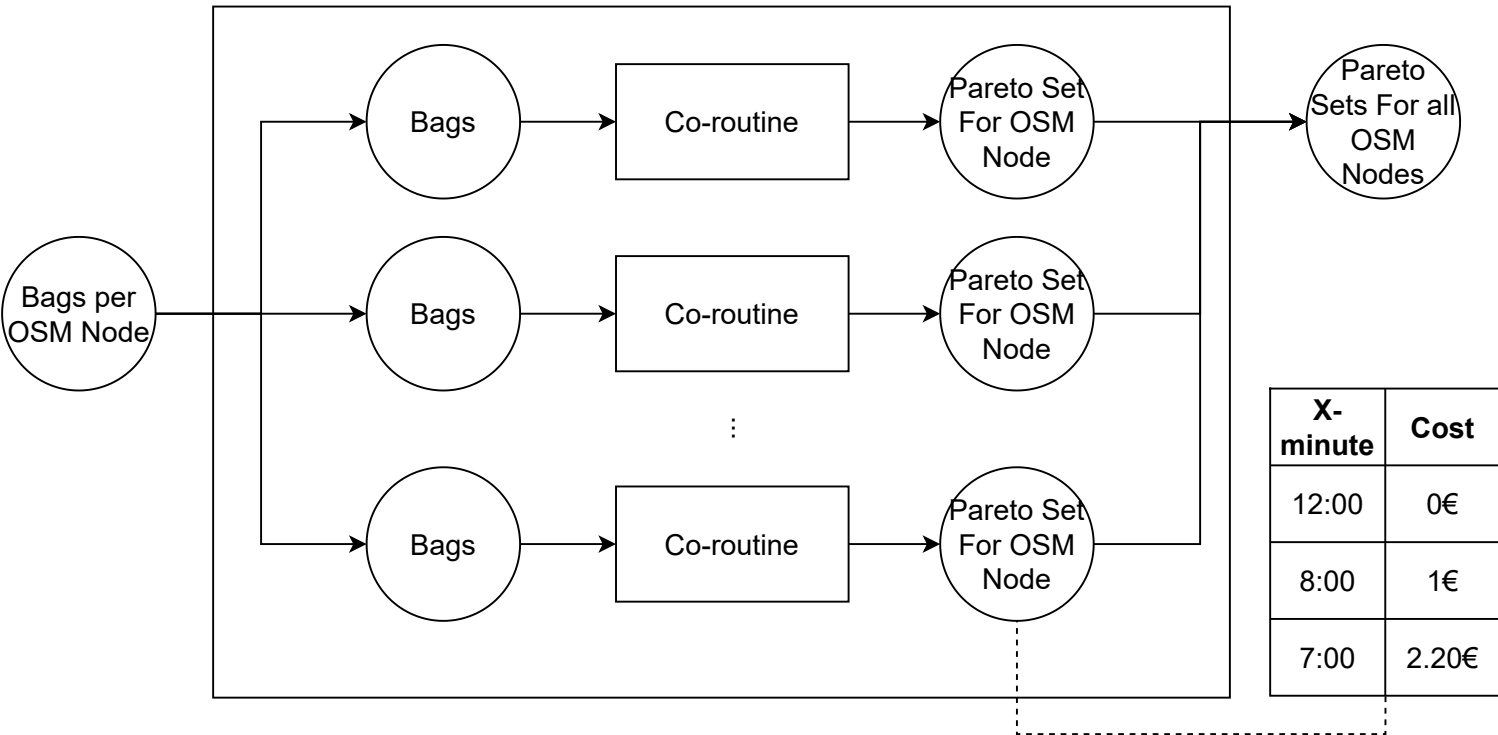 Bags
Co-routine
Pareto Set
For OSM
Node
Pareto
Sets For all
OSM
Nodes
Bags per
OSM Node
Bags
Co-routine
Pareto Set
For OSM
Node
...
Bags
Co-routine
Pareto Set
For OSM
Node
X-
minute
Cost
12:00
0€
8:00
1€
7:00
2.20€